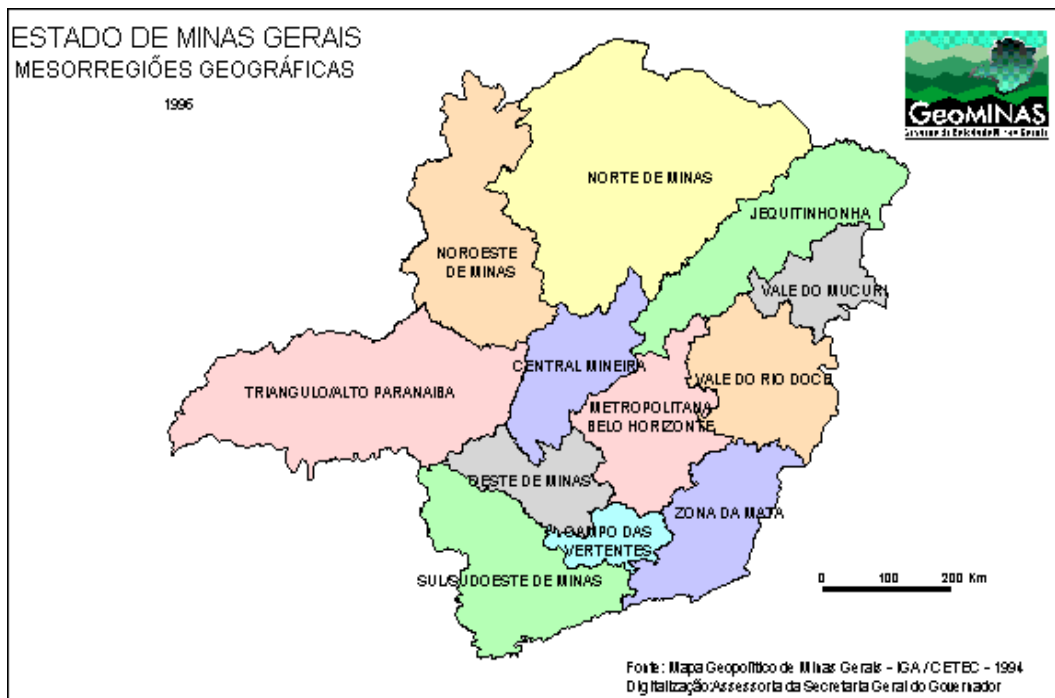 ESTADO DE MINAS GERAIS
MESORREGIÕES GEOGRÁFICAS
1996
GeoMINAS
NORTE DE MINAS
JEQUITINHONHA
NOROESTE
DE MINAS
VALE DO MUCURI
CENTRAL MINEIRA
VALE DO RIO DOCE
TRIANGULO/ALTO PARANAIBA
METROPOLITANA
BELO HORIZONTE
OESTE DE MINAS
ZONA DA MATA
CAMPO DAS
VERTENTES
SUL/SUDOESTE DE MINAS
0 100 200 Km
Fonte: Mapa Geopolítico de Minas Gerais - IGA / CETEC - 1994
Digitalização:Assessoria da Secretaria Geral do Governador